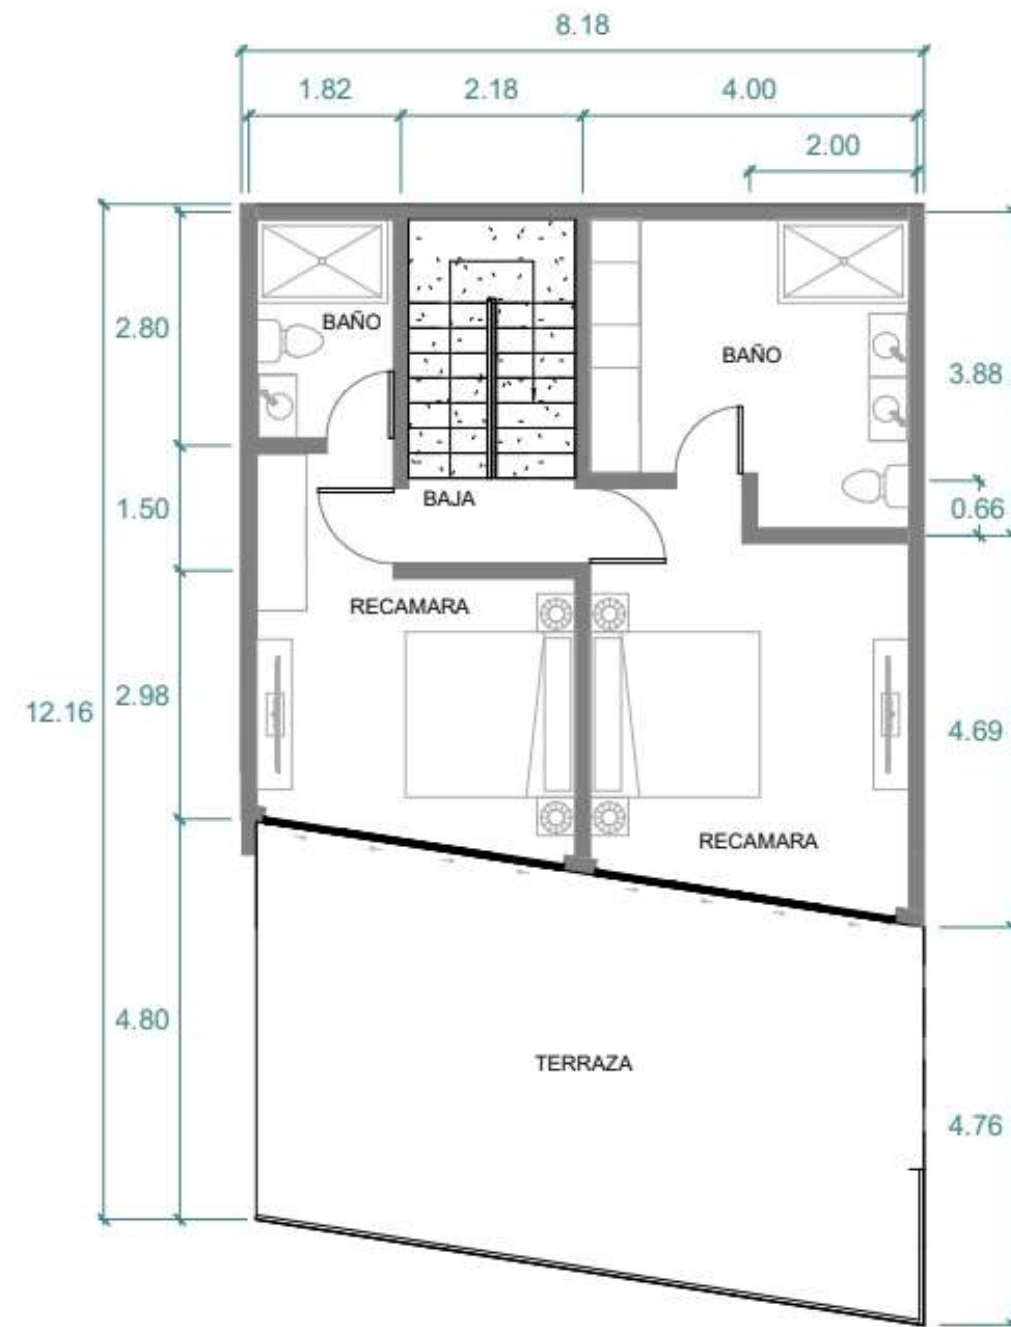 8.18
1.82 2.18 4.00
2.00
BAÑO
2.80
BAÑO
3.88
BAJA
1.50
0.66
RECAMARA
2.98
12.16
4.69
RECAMARA
4.80
TERRAZA
4.76